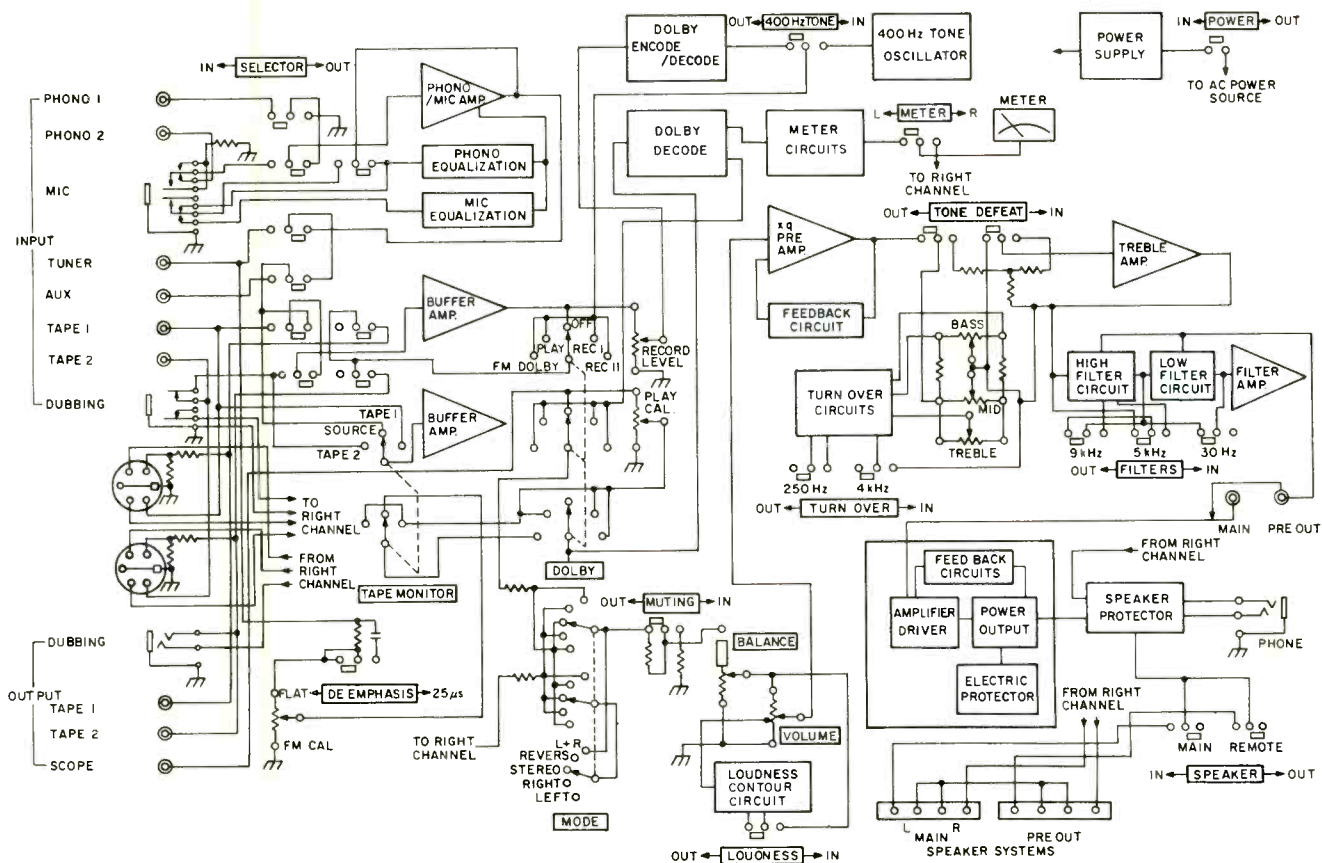 IN SELECTOR OUT
INPUT
PHONO 1
PHONO 2
MIC
TUNER
AUX
TAPE 1
TAPE 2
DUBBING
PHONO
/MIC AMP.
PHONO
EQUALIZATION
MIC
EQUALIZATION
BUFFER
AMP.
BUFFER
AMP.
TAPE 1
SOURCE
TAPE 2
TO
RIGHT
CHANNEL
FROM
RIGHT
CHANNEL
TAPE MONITOR
OUTPUT
DUBBING
TAPE 1
TAPE 2
SCOPE
FLAT DE EMPHASIS 25 µs
FM CAL
DOLBY
ENCODE
/DECODE
OUT 400 Hz TONE IN
400 Hz TONE
OSCILLATOR
DOLBY
DECODE
METER
CIRCUITS
L METER R
METER
TO RIGHT
CHANNEL
POWER
SUPPLY
IN POWER OUT
TO AC POWER
SOURCE
OFF
PLAY
REC I
FM DOLBY
REC II
RECORD
LEVEL
PLAY
CAL.
DOLBY
xq
PRE
AMP.
FEEDBACK
CIRCUIT
OUT TONE DEFEAT IN
TREBLE
AMP.
BASS
MID
TREBLE
TURN OVER
CIRCUITS
250 Hz
4 kHz
OUT TURN OVER IN
HIGH
FILTER
CIRCUIT
LOW
FILTER
CIRCUIT
FILTER
AMP.
9 kHz
5 kHz
30 Hz
OUT FILTERS IN
MAIN
PRE OUT
OUT MUTING IN
BALANCE
VOLUME
TO RIGHT
CHANNEL
L+R
REVERS
STEREO
RIGHT
LEFT
MODE
LOUDNESS
CONTOUR
CIRCUIT
OUT LOUDNESS IN
FEED BACK
CIRCUITS
AMPLIFIER
DRIVER
POWER
OUTPUT
ELECTRIC
PROTECTOR
FROM RIGHT
CHANNEL
SPEAKER
PROTECTOR
PHONE
FROM RIGHT
CHANNEL
MAIN
REMOTE
IN SPEAKER OUT
L MAIN R
PRE OUT
SPEAKER SYSTEMS